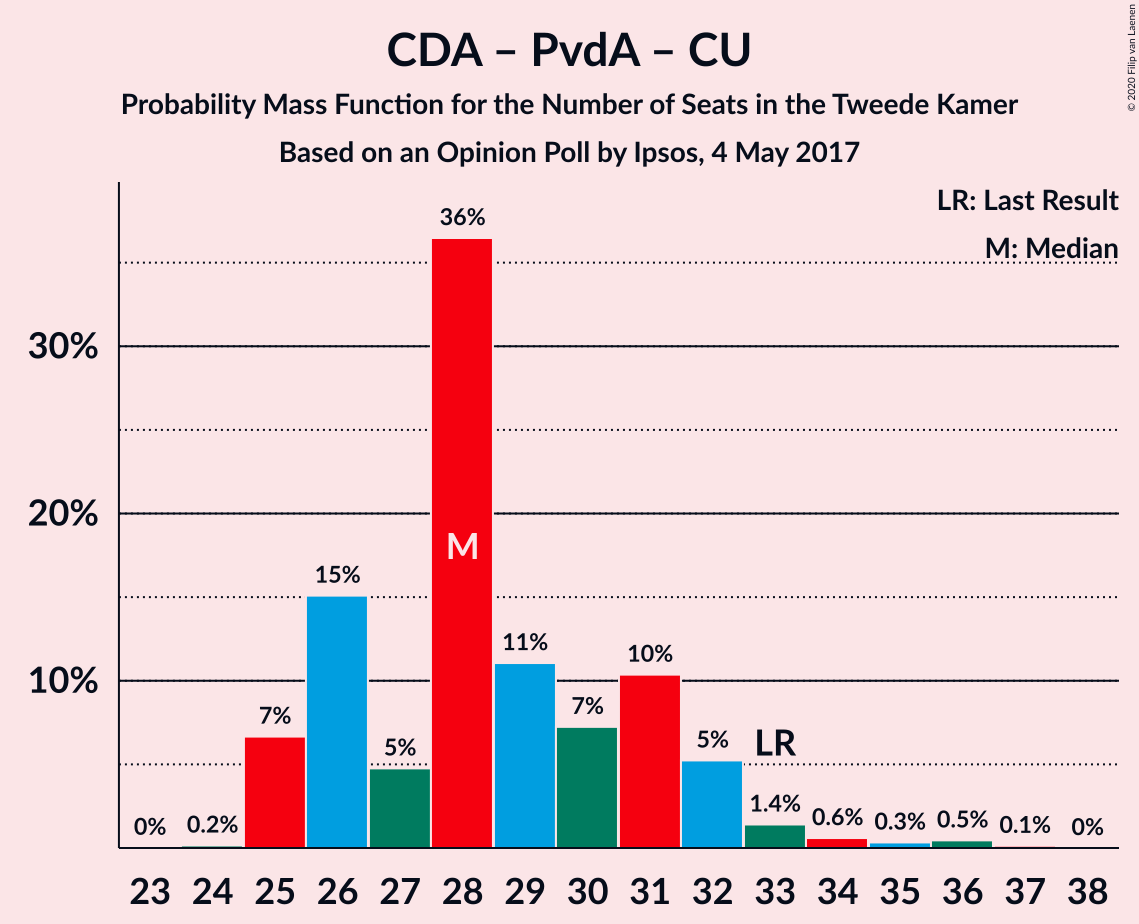 CDA – PvdA – CU
Probability Mass Function for the Number of Seats in the Tweede Kamer
Based on an Opinion Poll by Ipsos, 4 May 2017
© 2020 Filip van Laenen
LR: Last Result
M: Median
30%
20%
10%
0%
0.2%
7%
15%
5%
36%
M
11%
7%
10%
5%
LR
1.4%
0.6%
0.3%
0.5%
0.1%
0%
23 24 25 26 27 28 29 30 31 32 33 34 35 36 37 38